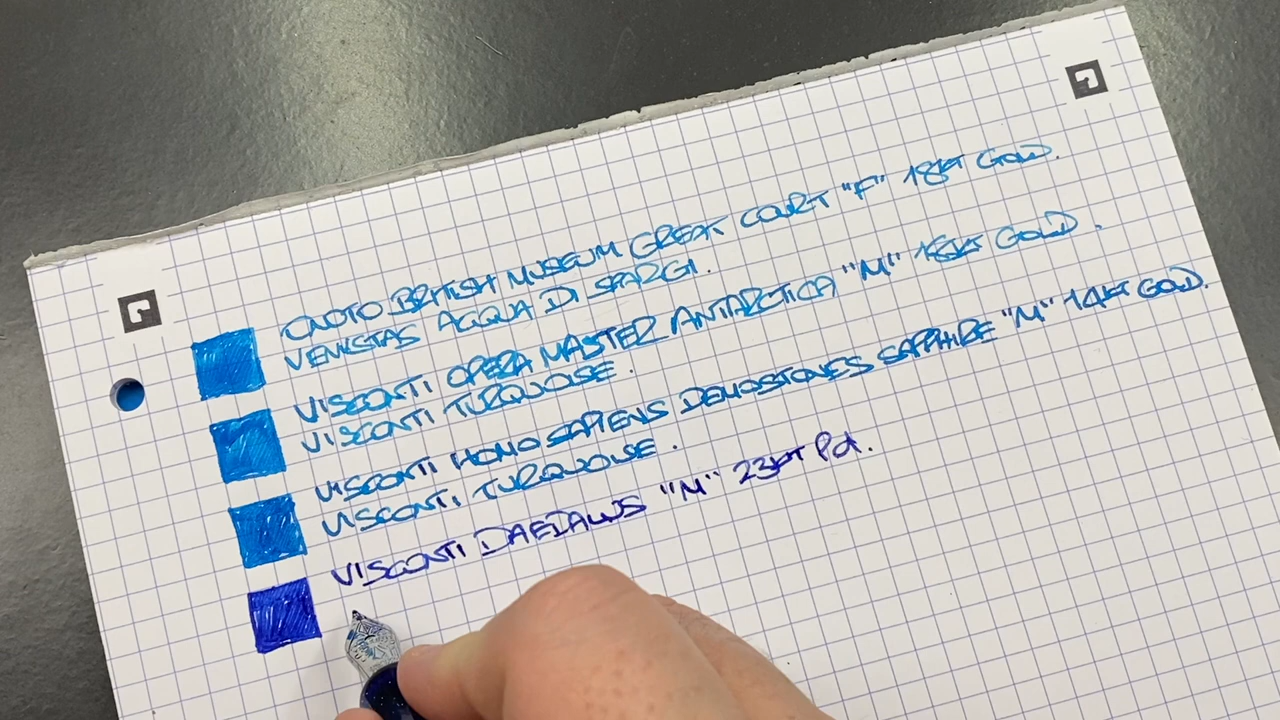 BRITISH MUSEUM GREAT COURT "F" 18KT GOLD.
VENUSTAS ACQUA DI SPARGI.
VISCONTI OPERA MASTER ANTARCTICA "M" 18KT GOLD.
VISCONTI TURQUOISE.
VISCONTI HOMO SAPIENS DEMOSTONES SAPPHIRE "M" 14KT GOLD.
VISCONTI TURQUOISE.
VISCONTI DAEDALUS "M" 23KT Pd.